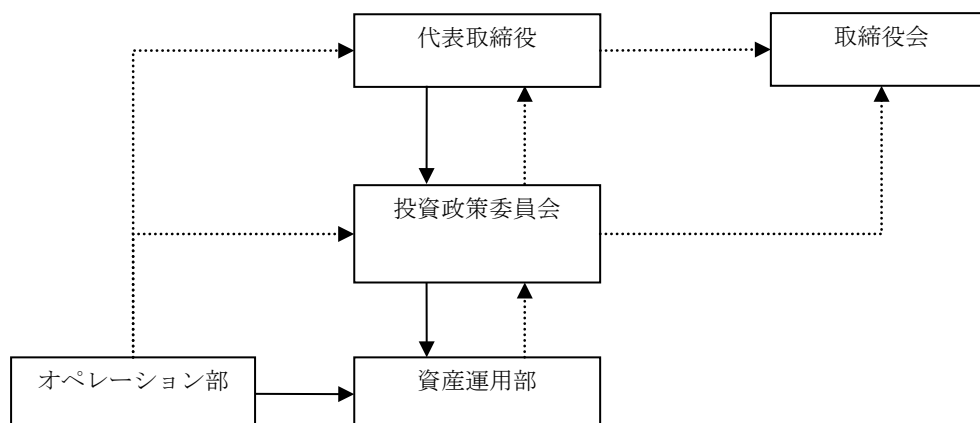 代表取締役
取締役会
投資政策委員会
オペレーション部
資産運用部